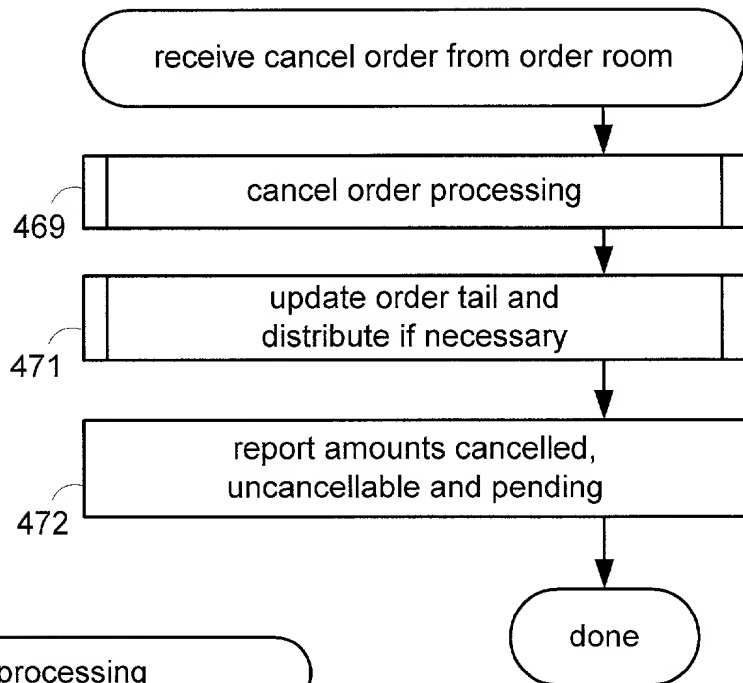 receive cancel order from order room
cancel order processing
469
update order tail and
distribute if necessary
471
report amounts cancelled,
uncancellable and pending
472
done
processing